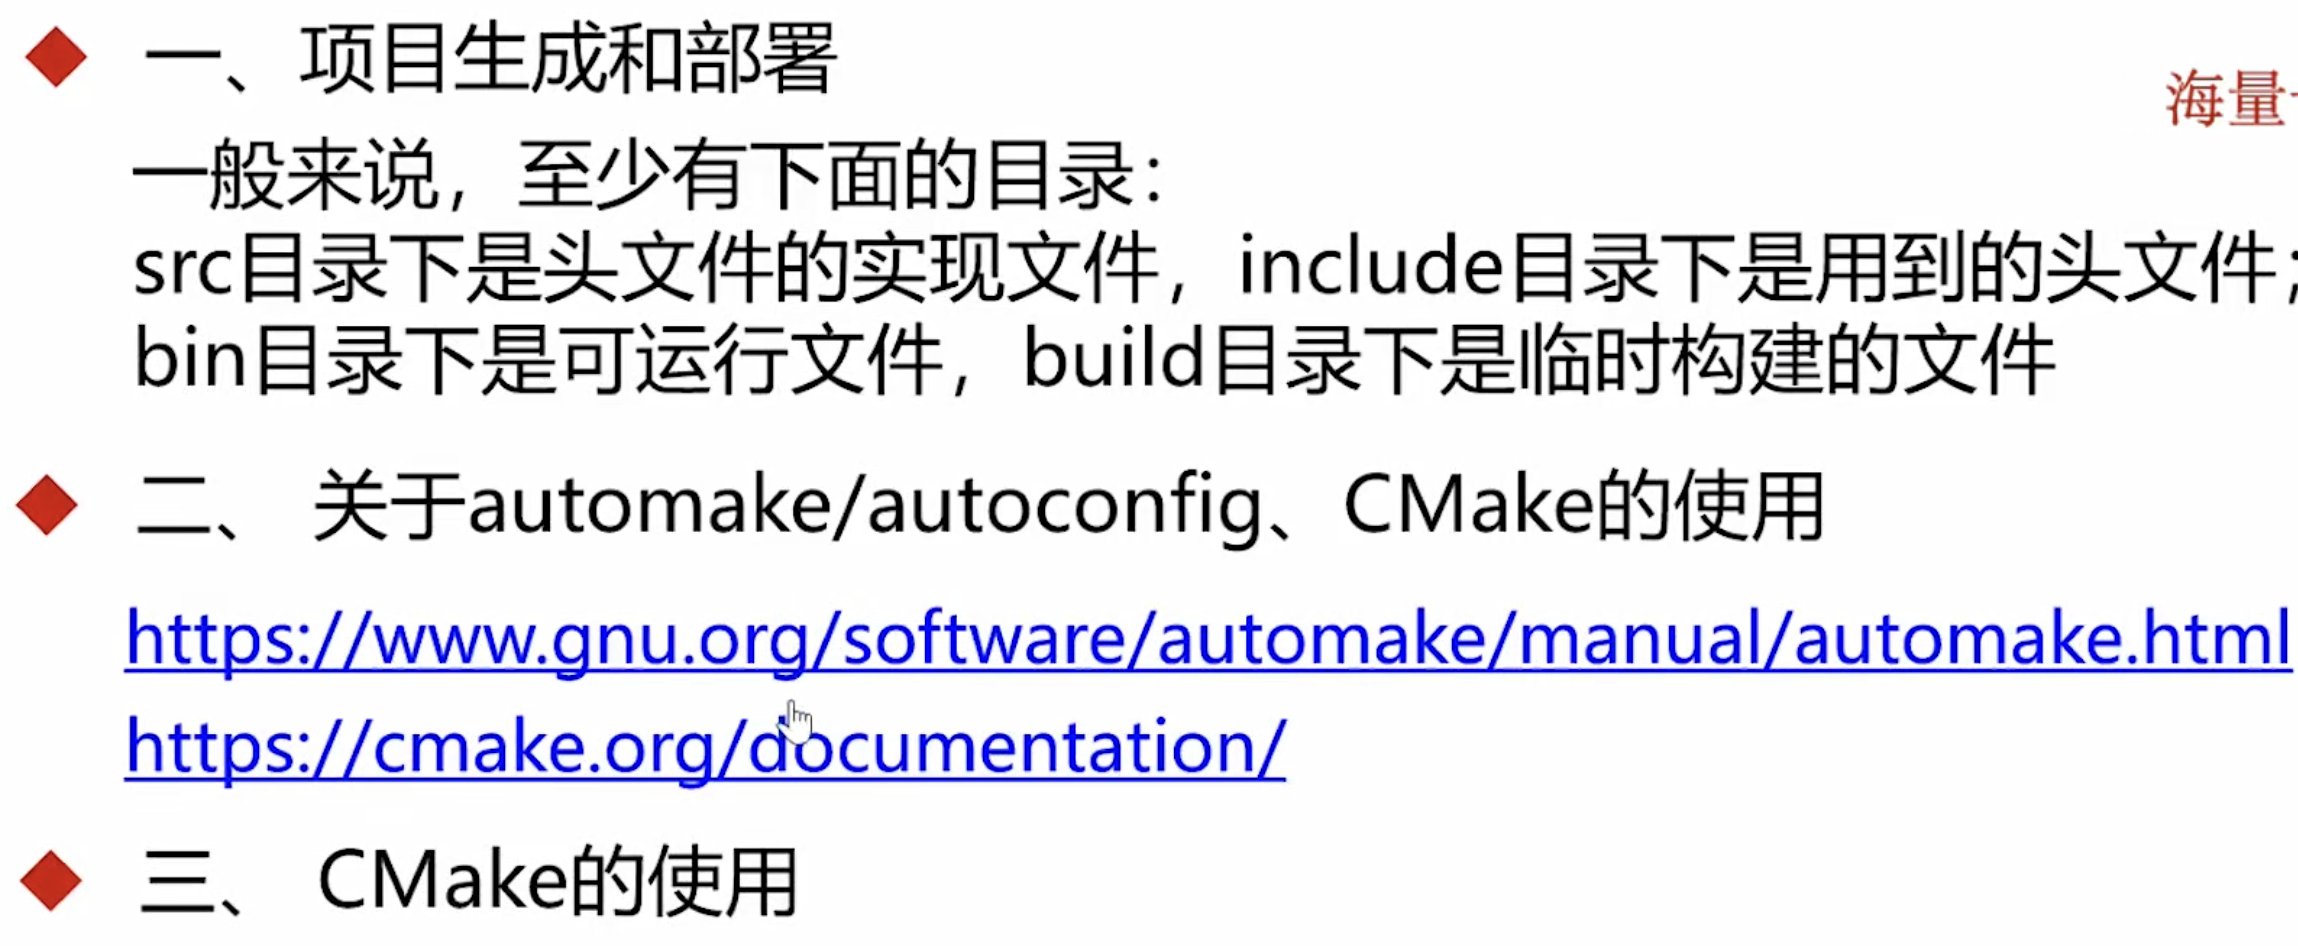 一、项目生成和部署
海量
一般来说，至少有下面的目录：
src目录下是头文件的实现文件，include目录下是用到的头文件；
bin目录下是可运行文件，build目录下是临时构建的文件
二、 关于automake/autoconfig、CMake的使用
https://www.gnu.org/software/automake/manual/automake.html
https://cmake.org/documentation/
三、 CMake的使用